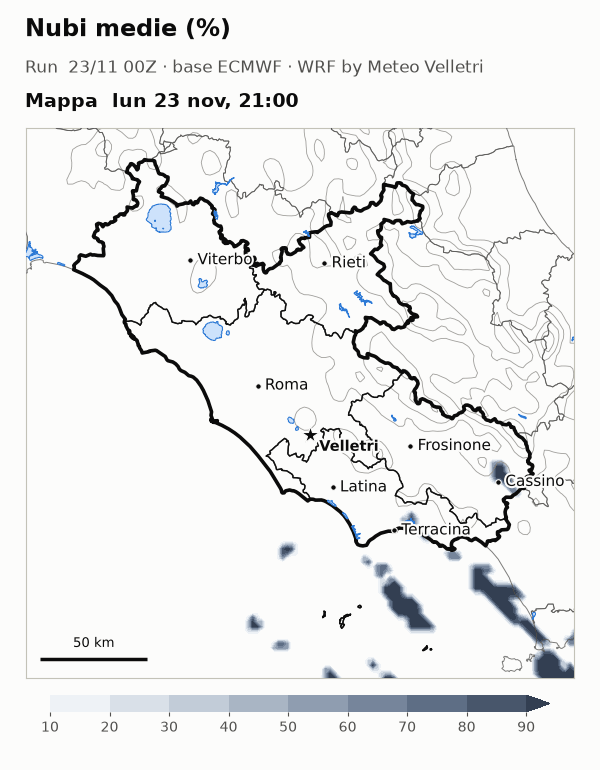 Nubi medie (%)
Run  23/11 00Z · base ECMWF · WRF by Meteo Velletri
Mappa  lun 23 nov, 21:00
Viterbo
Rieti
Roma
Velletri
Frosinone
Cassino
Latina
Terracina
50 km
10 20 30 40 50 60 70 80 90